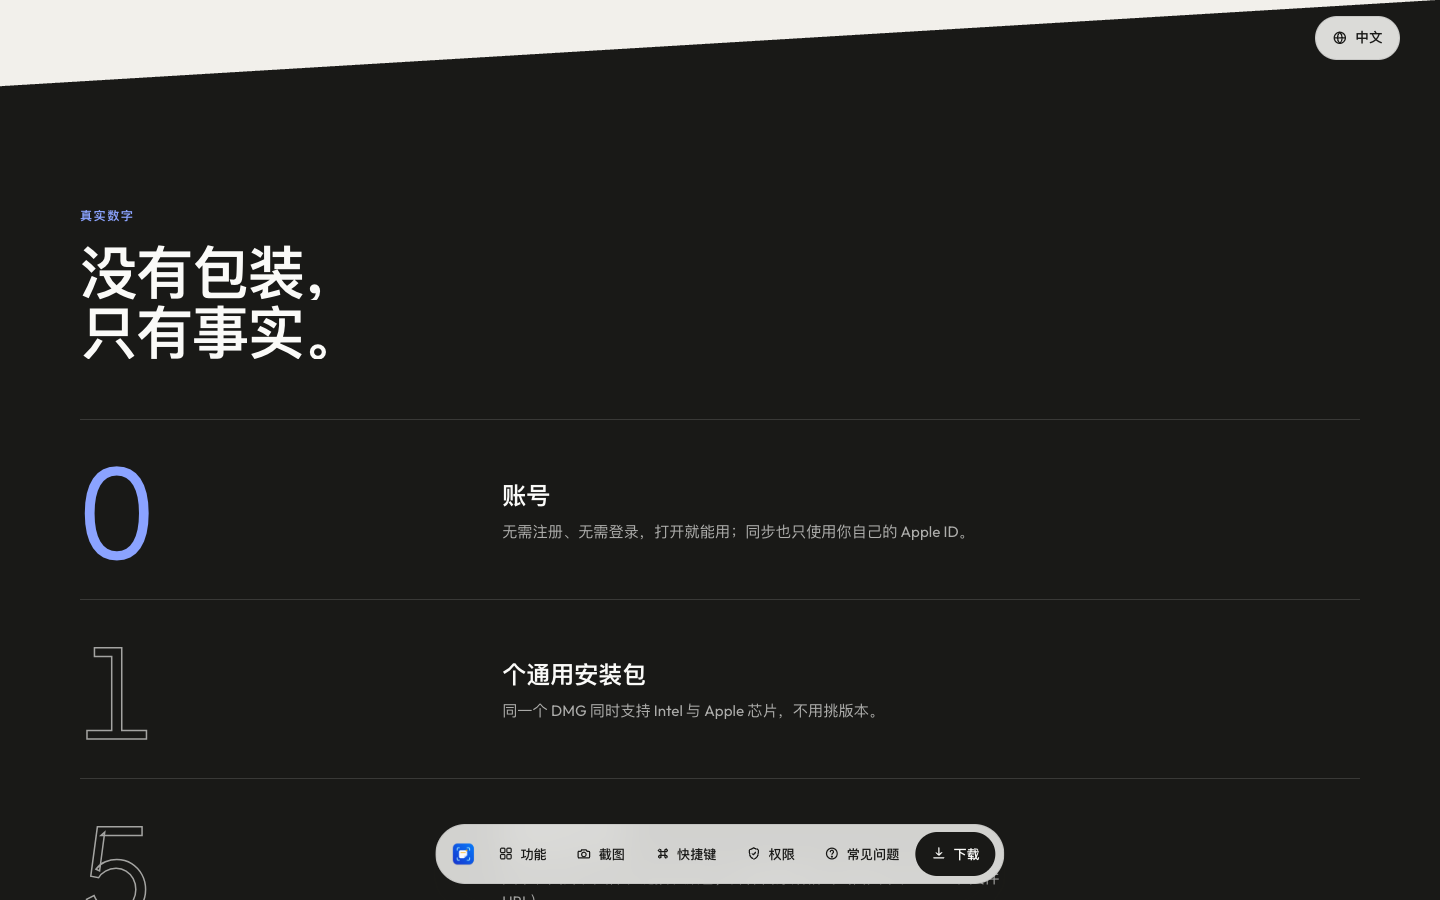 中文
真实数字
没有包装，
只有事实。
0
账号
无需注册、无需登录，打开就能用；同步也只使用你自己的 Apple ID。
1
个通用安装包
同一个 DMG 同时支持 Intel 与 Apple 芯片，不用挑版本。
5
功能 截图 快捷键 权限 常见问题 下载